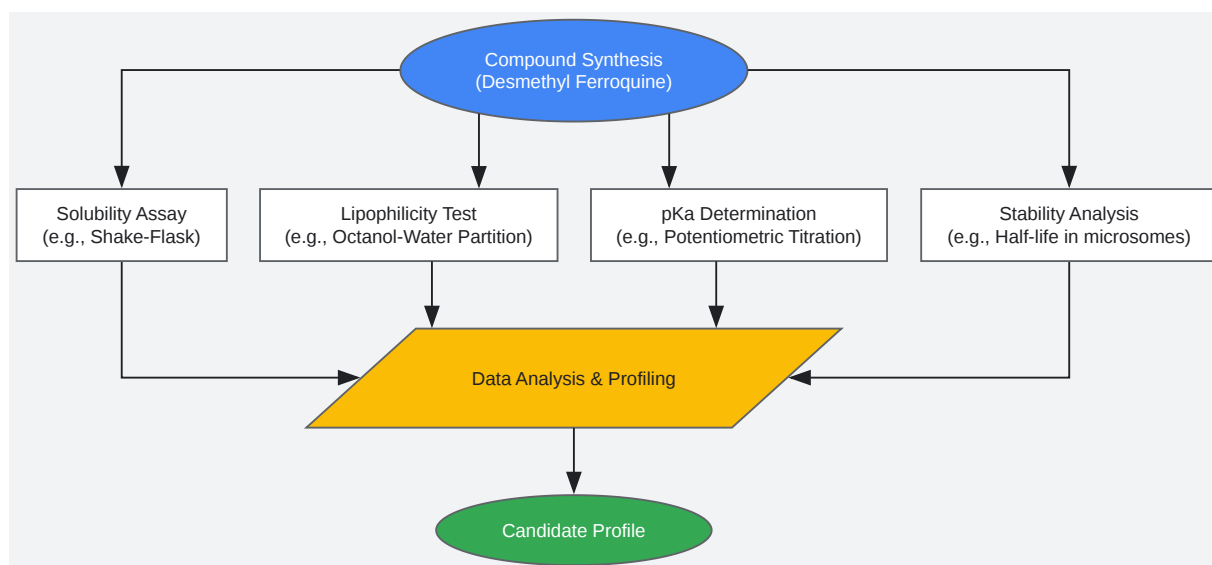 Compound Synthesis
(Desmethyl Ferroquine)
Solubility Assay
(e.g., Shake-Flask)
Lipophilicity Test
(e.g., Octanol-Water Partition)
pKa Determination
(e.g., Potentiometric Titration)
Stability Analysis
(e.g., Half-life in microsomes)
Data Analysis & Profiling
Candidate Profile